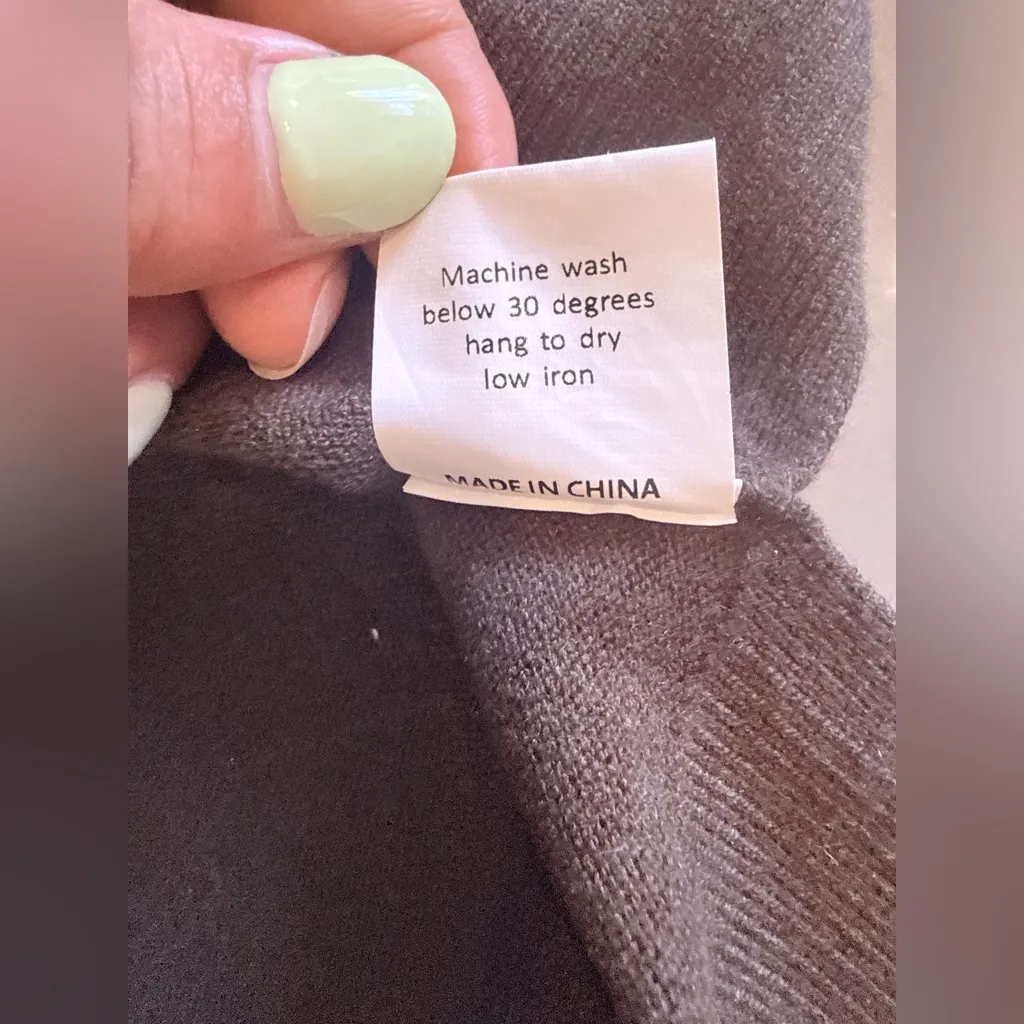 Machine wash
below 30 degrees
hang to dry
low iron
MADE IN CHINA